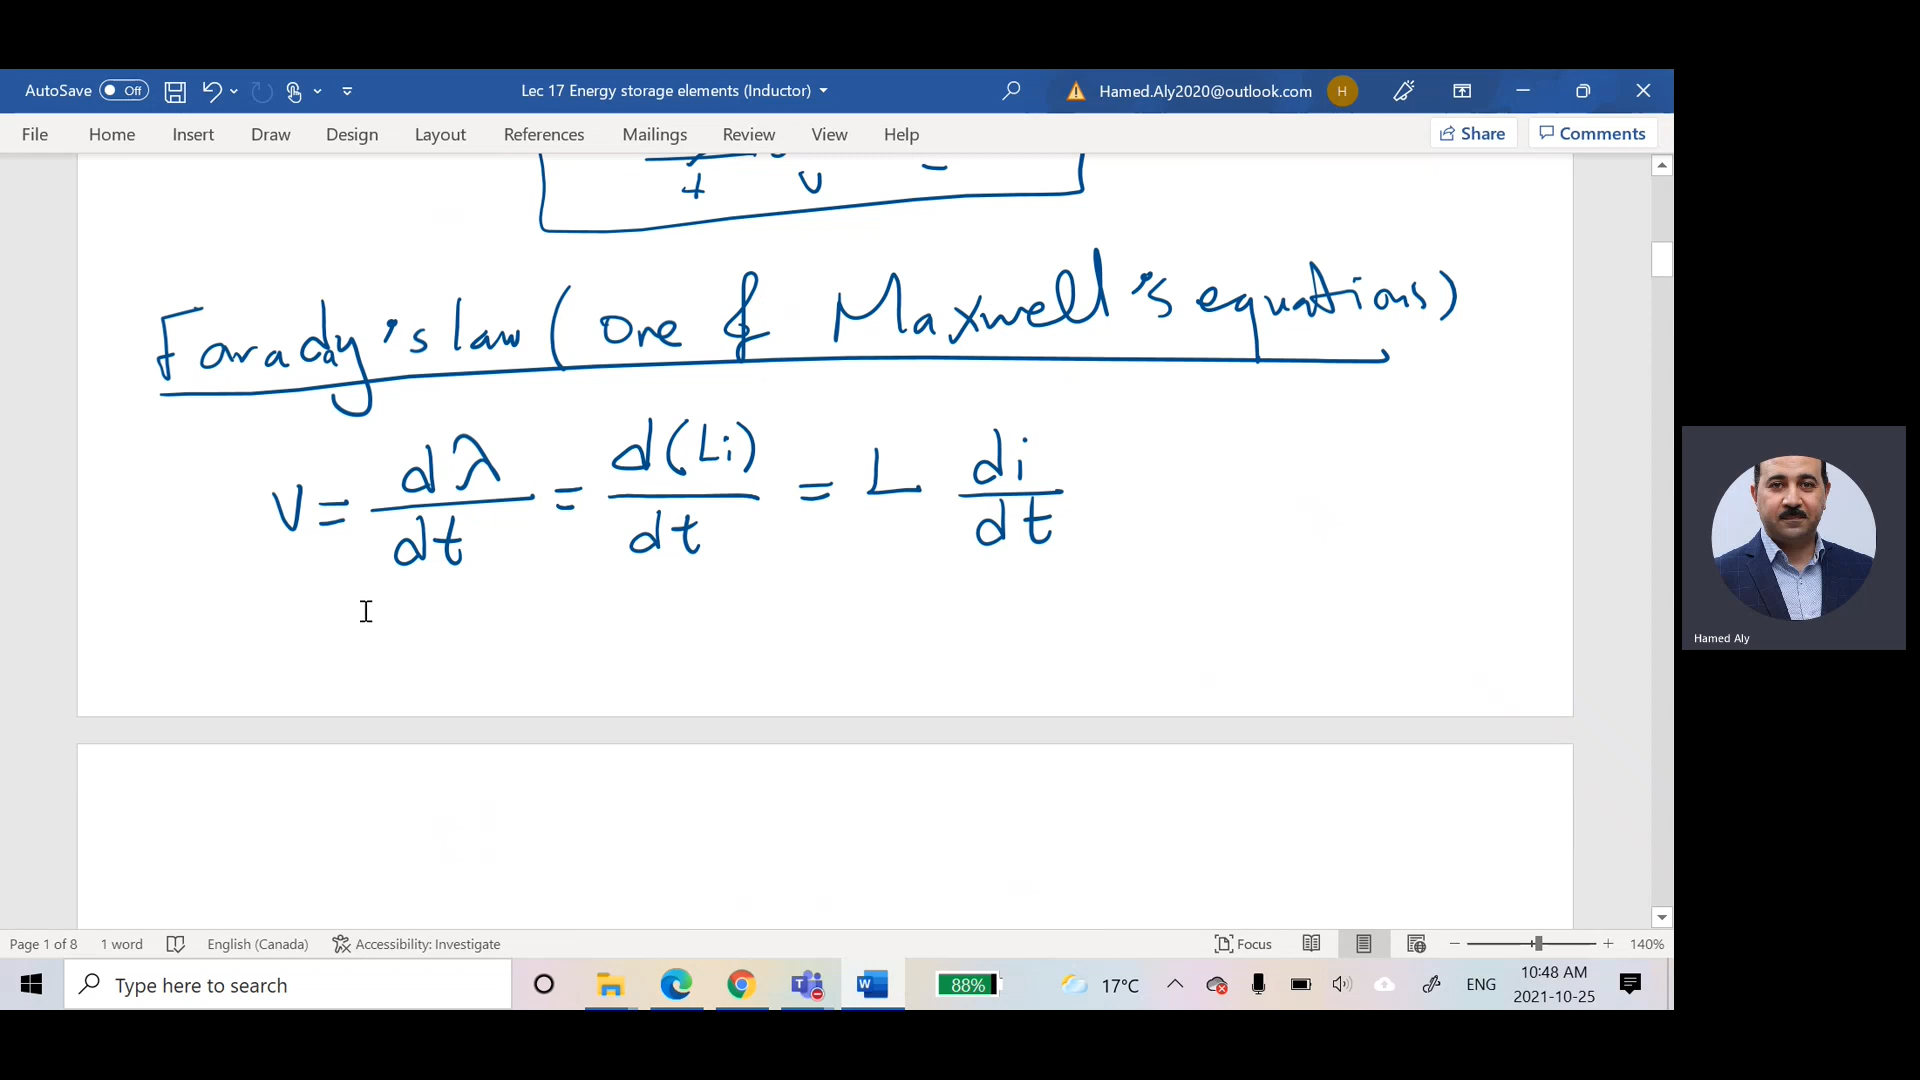 AutoSave Off
Lec 17 Energy storage elements (Inductor)
Hamed.Aly2020@outlook.com H
File Home Insert Draw Design Layout References Mailings Review View Help Share Comments
+ V -
Faraday's law (one of Maxwell's equations)
V = dλ/dt = d(Li)/dt = L di/dt
Hamed Aly
Page 1 of 8 1 word English (Canada) Accessibility: Investigate Focus 140%
Type here to search
88%
17°C
ENG
10:48 AM
2021-10-25